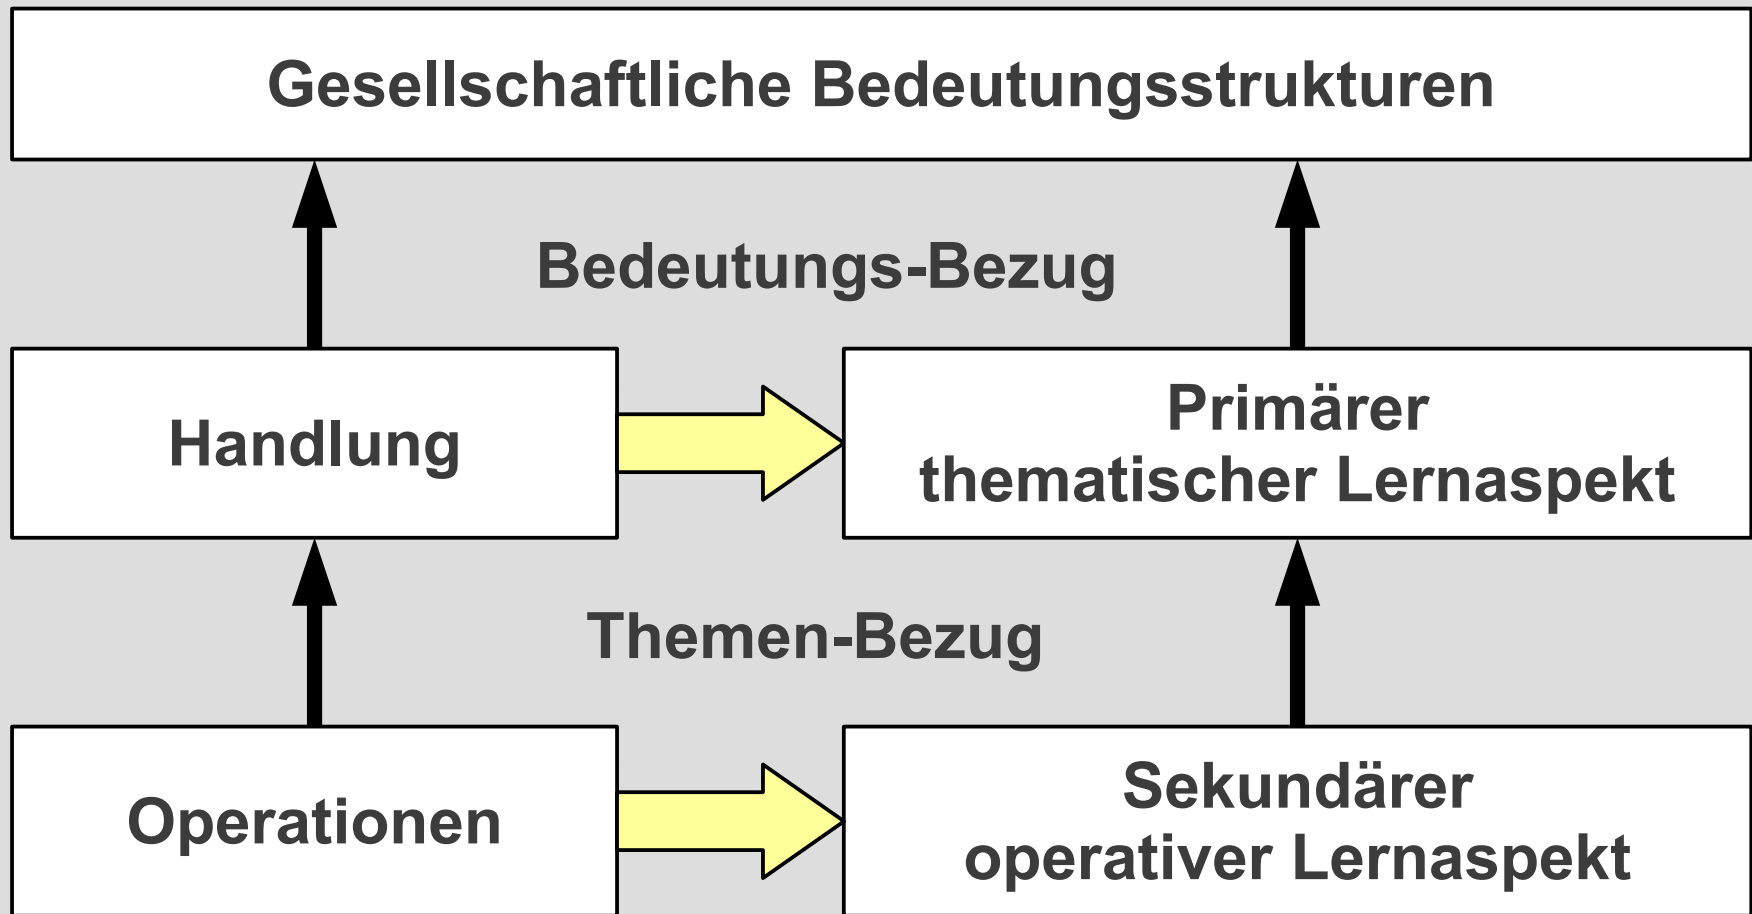 Gesellschaftliche Bedeutungsstrukturen
Bedeutungs-Bezug
Handlung
Primärer
thematischer Lernaspekt
Themen-Bezug
Operationen
Sekundärer
operativer Lernaspekt